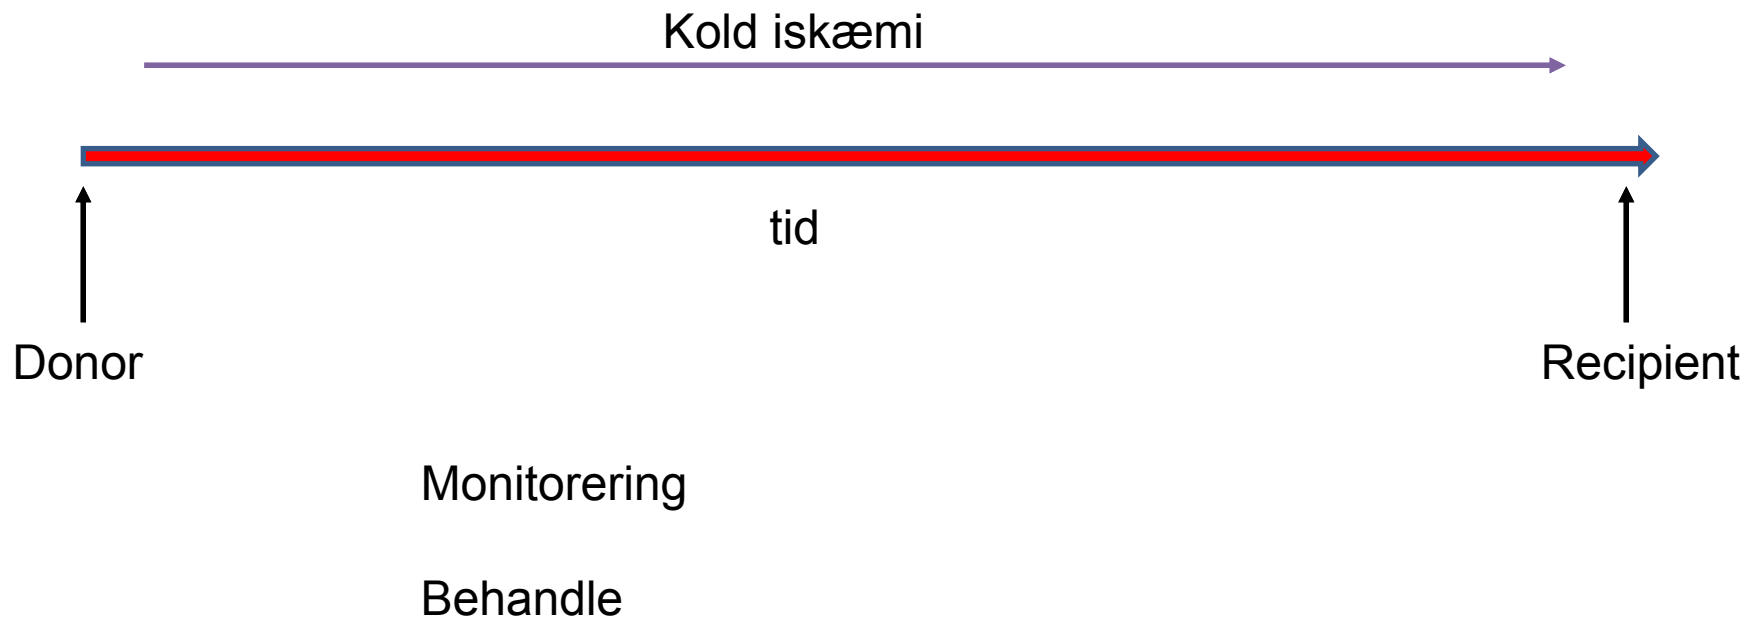 Kold iskæmi
tid
Donor
Recipient
Monitorering
Behandle